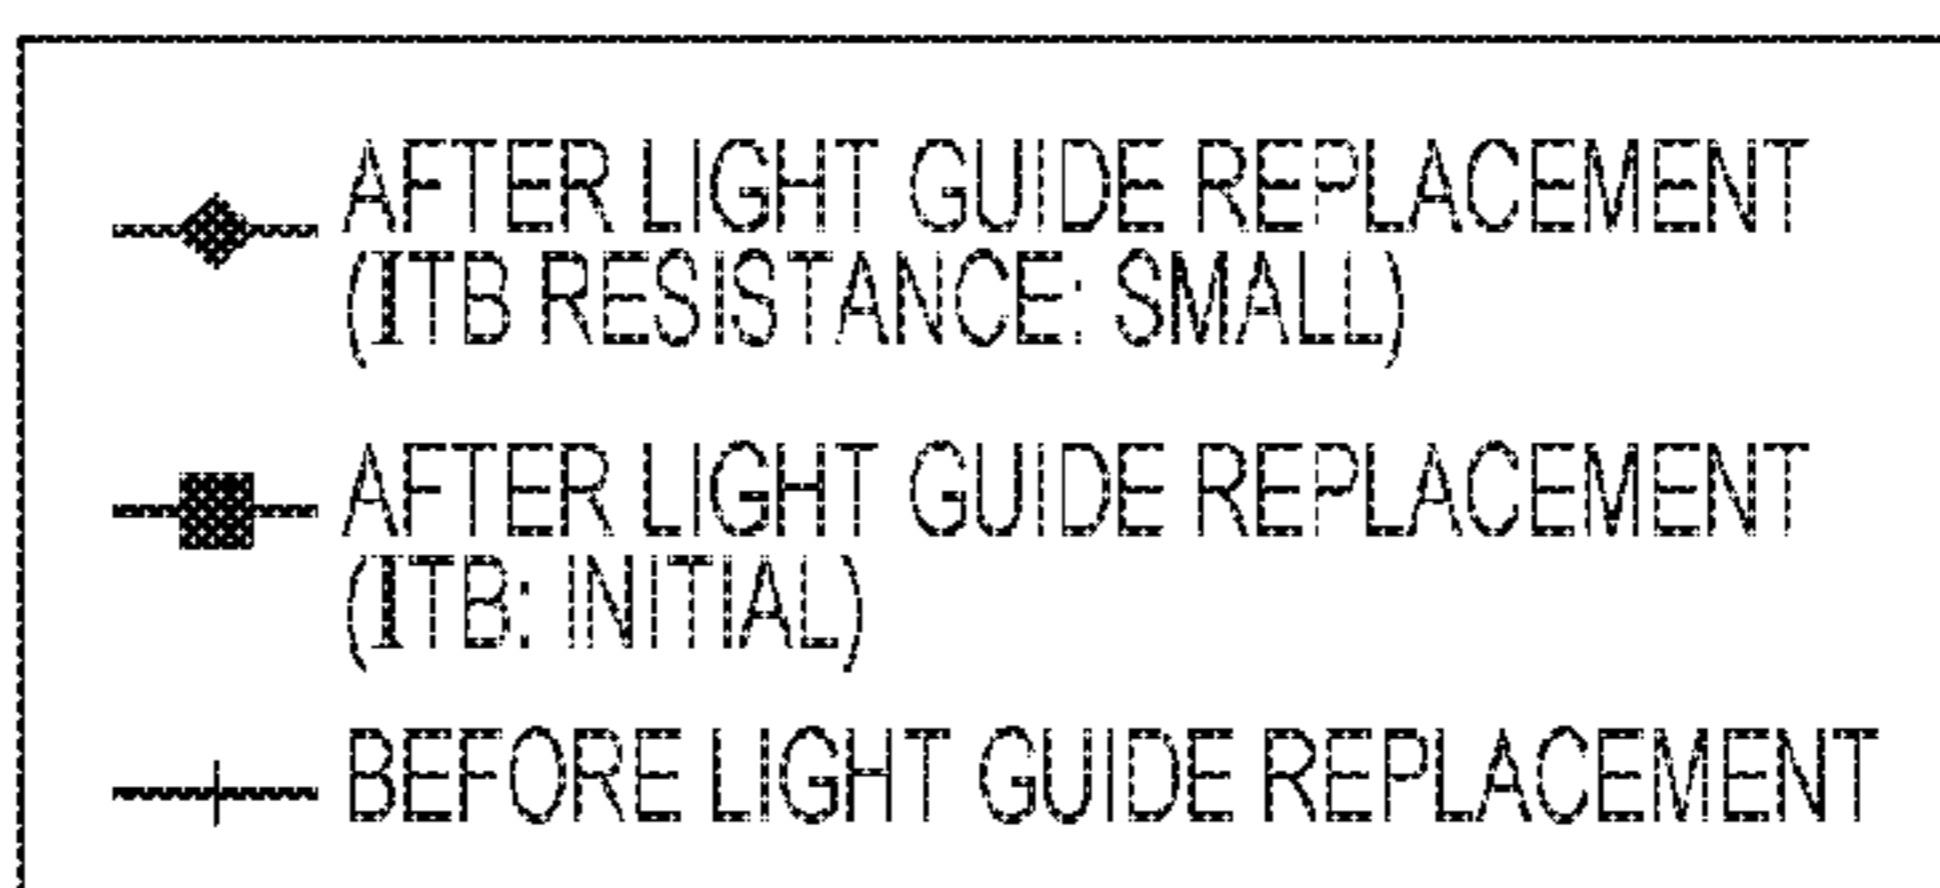 AFTER LIGHT GUIDE REPLACEMENT
(ITB RESISTANCE: SMALL)
AFTER LIGHT GUIDE REPLACEMENT
(ITB: INITIAL)
BEFORE LIGHT GUIDE REPLACEMENT